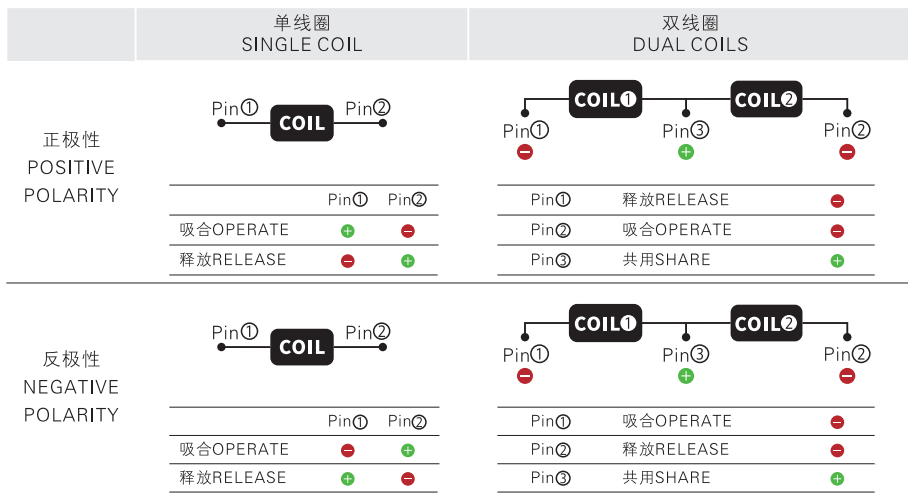 单线圈
SINGLE COIL
双线圈
DUAL COILS
正极性
POSITIVE
POLARITY
Pin① COIL Pin②
COIL① COIL②
Pin① Pin③ Pin②
Pin① Pin②
吸合OPERATE
释放RELEASE
Pin① 释放RELEASE
Pin② 吸合OPERATE
Pin③ 共用SHARE
反极性
NEGATIVE
POLARITY
Pin① COIL Pin②
COIL① COIL②
Pin① Pin③ Pin②
Pin① Pin②
吸合OPERATE
释放RELEASE
Pin① 吸合OPERATE
Pin② 释放RELEASE
Pin③ 共用SHARE